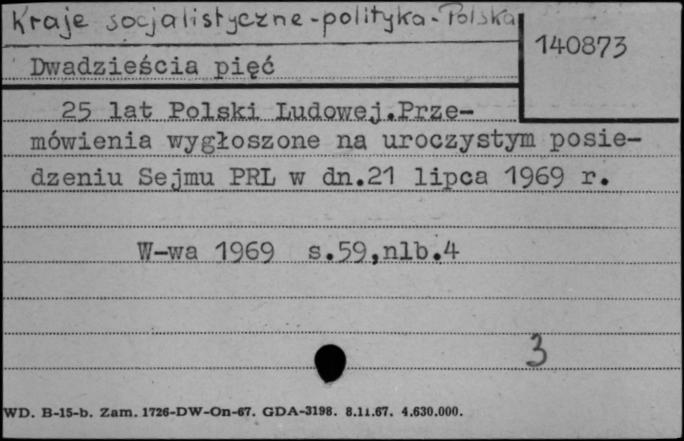 Kraje socjalistyczne-polityka-Polska
140873
Dwadzieścia pięć
25 lat Polski Ludowej.Prze-
mówienia wygłoszone na uroczystym posie-
dzeniu Sejmu PRL w dn.21 lipca 1969 r.
W-wa 1969 s.59,nlb.4
3
WD. B-15-b. Zam. 1726-DW-On-67. GDA-3198. 8.11.67. 4.630.000.